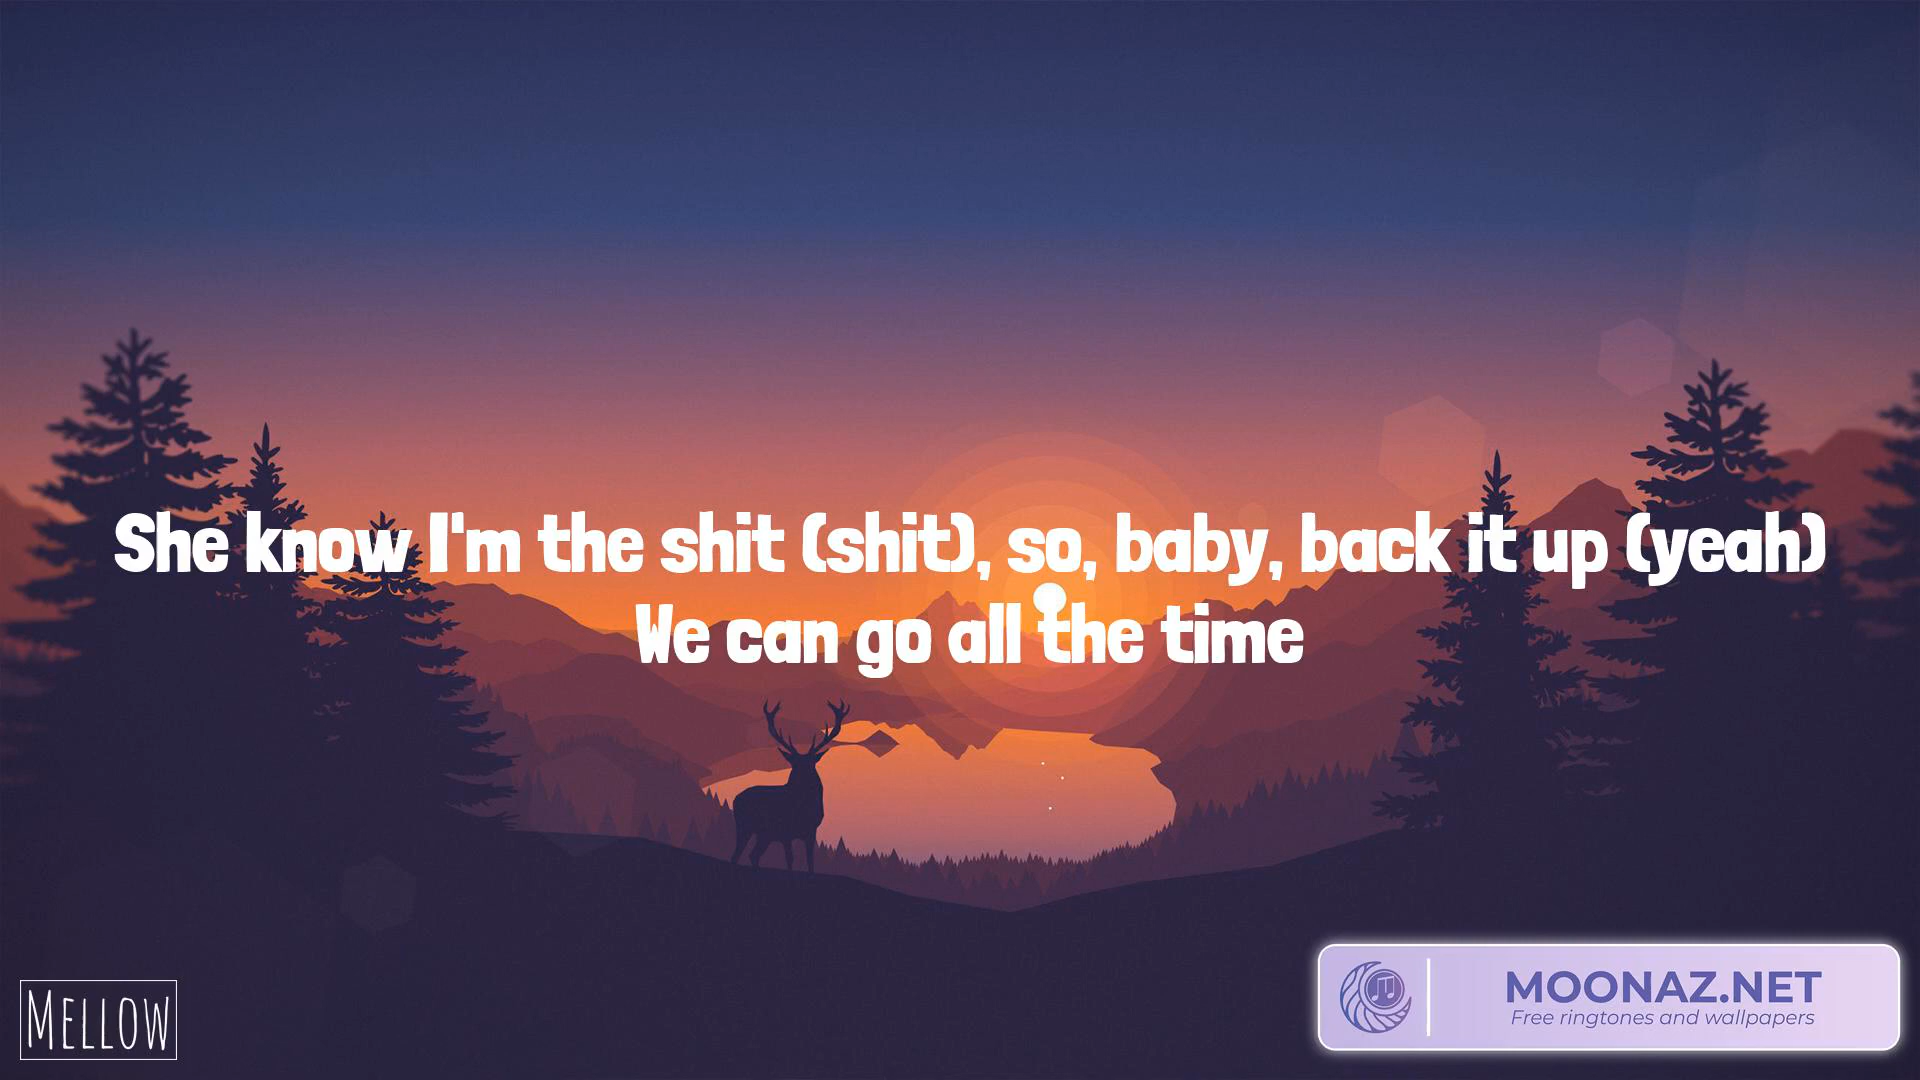 She know I'm the shit (shit), so, baby, back it up (yeah)
We can go all the time
MELLOW
MOONAZ.NET
Free ringtones and wallpapers